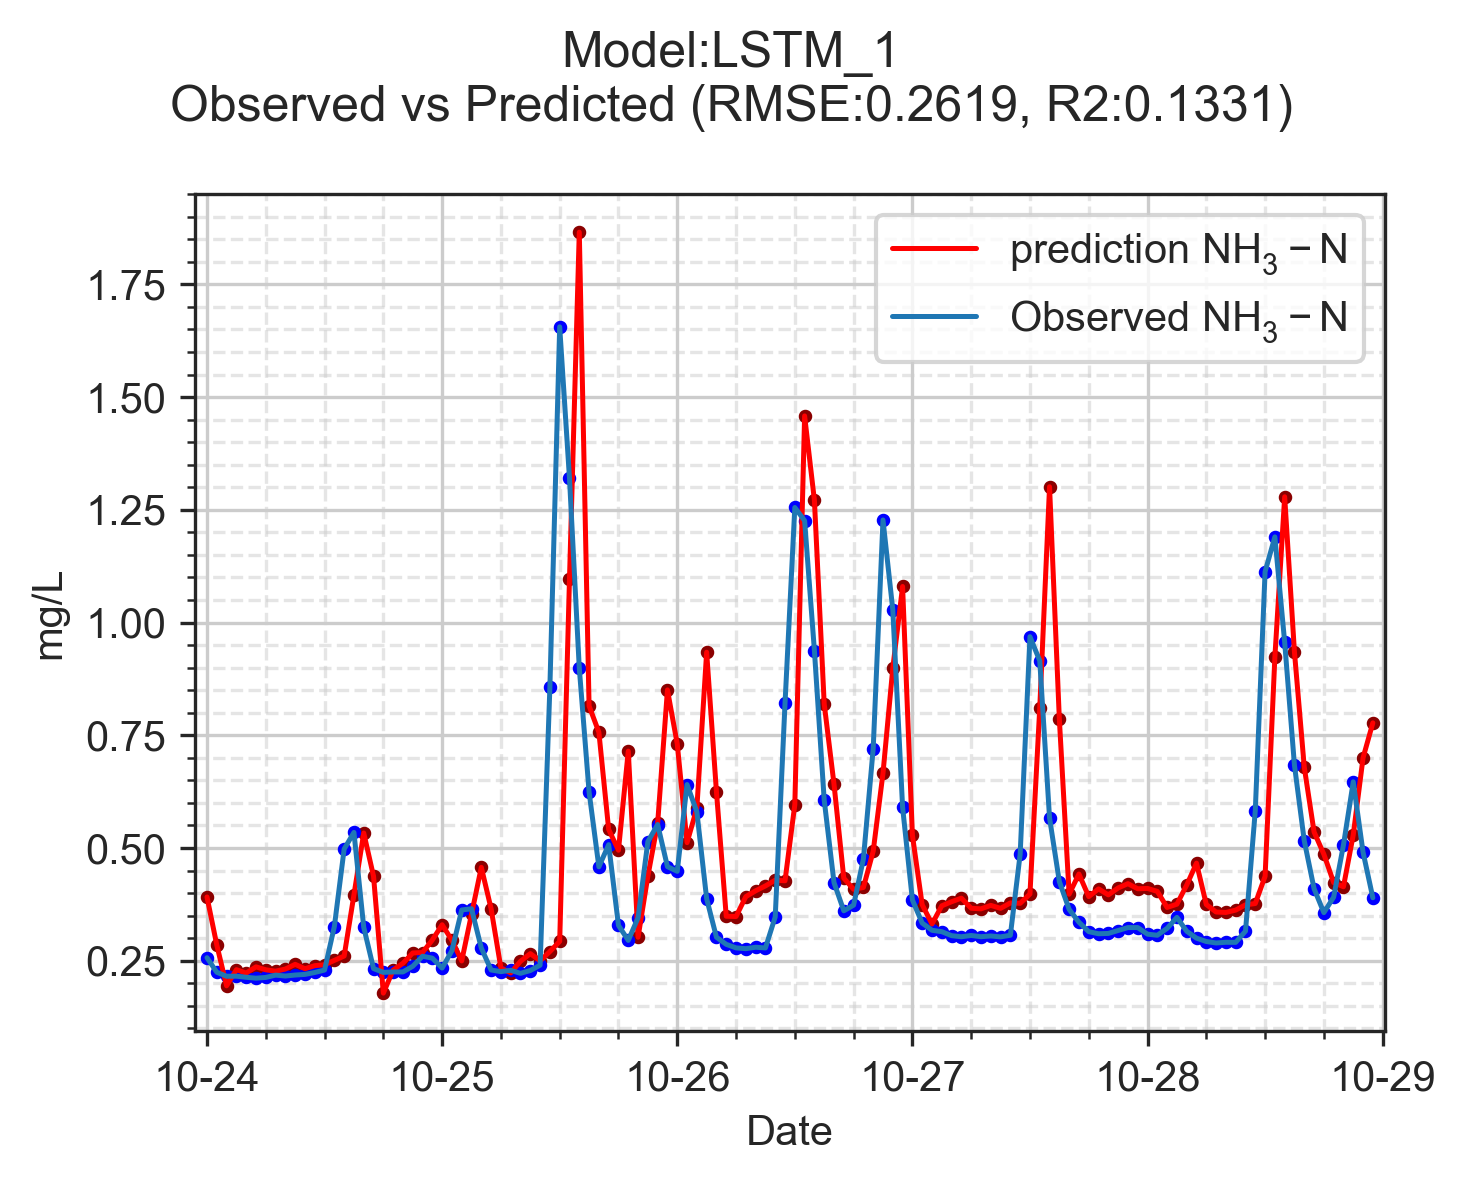 Model:LSTM_1
Observed vs Predicted (RMSE:0.2619, R2:0.1331)
prediction NH₃ − N
Observed NH₃ − N
1.75
1.50
1.25
1.00
0.75
0.50
0.25
mg/L
10-24 10-25 10-26 10-27 10-28 10-29
Date